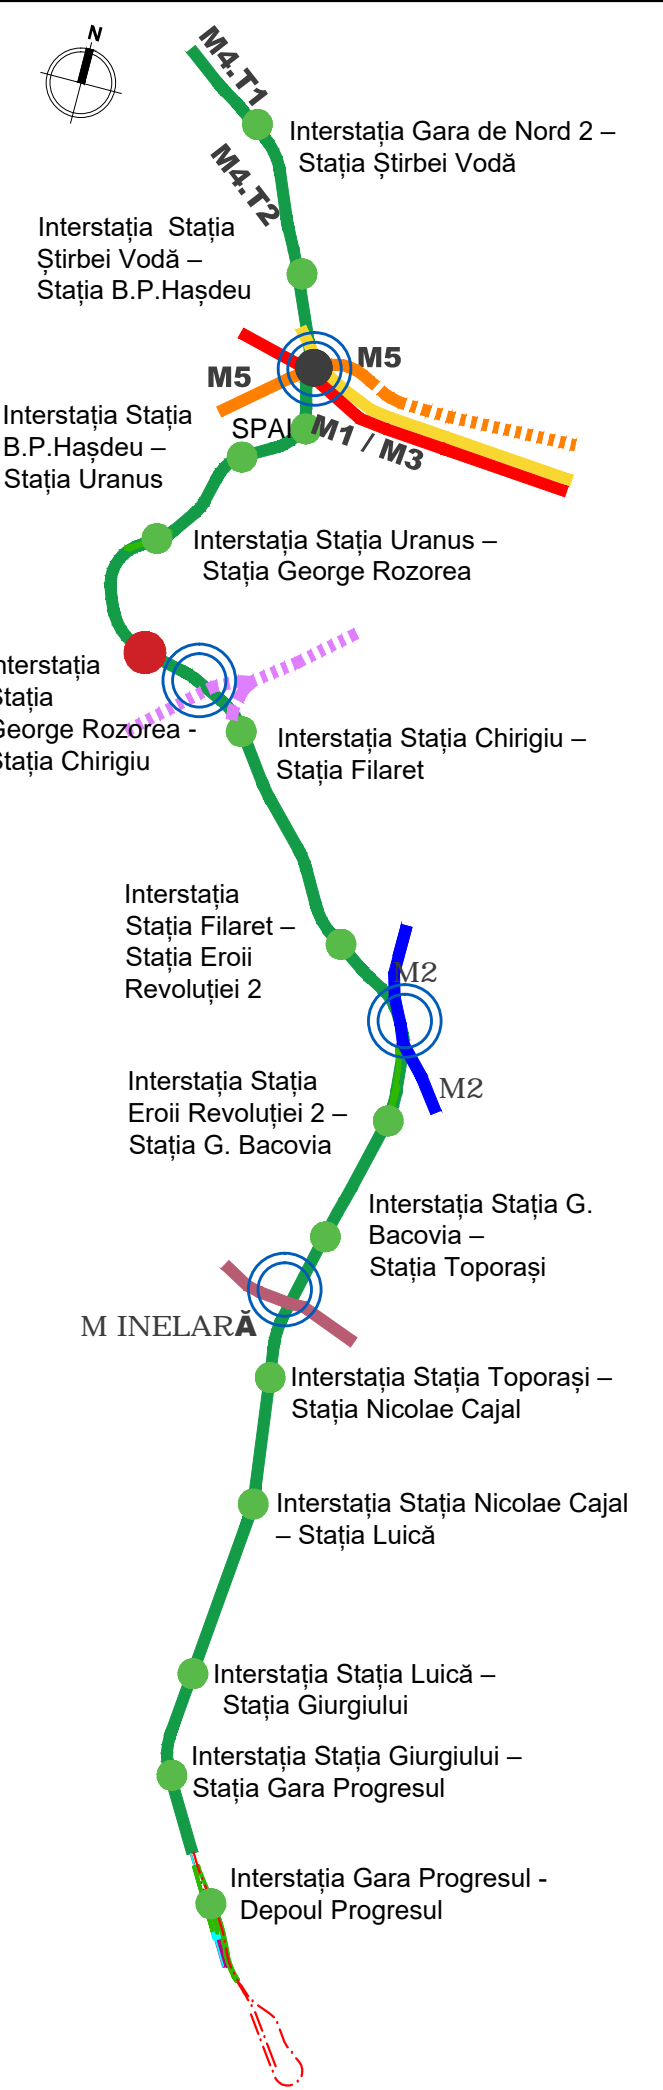 N
M4.T1
Interstația Gara de Nord 2 –
Stația Știrbei Vodă
M4.T2
Interstația  Stația
Știrbei Vodă –
Stația B.P.Hașdeu
M5
M5
Interstația Stația
B.P.Hașdeu –
Stația Uranus
SPAI
M1 / M3
Interstația Stația Uranus –
Stația George Rozorea
nterstația
Stația
George Rozorea -
Stația Chirigiu
Interstația Stația Chirigiu –
Stația Filaret
Interstația
Stația Filaret –
Stația Eroii
Revoluției 2
M2
Interstația Stația
Eroii Revoluției 2 –
Stația G. Bacovia
M2
Interstația Stația G.
Bacovia –
Stația Toporași
M INELARĂ
Interstația Stația Toporași –
Stația Nicolae Cajal
Interstația Stația Nicolae Cajal
– Stația Luică
Interstația Stația Luică –
Stația Giurgiului
Interstația Stația Giurgiului –
Stația Gara Progresul
Interstația Gara Progresul -
Depoul Progresul